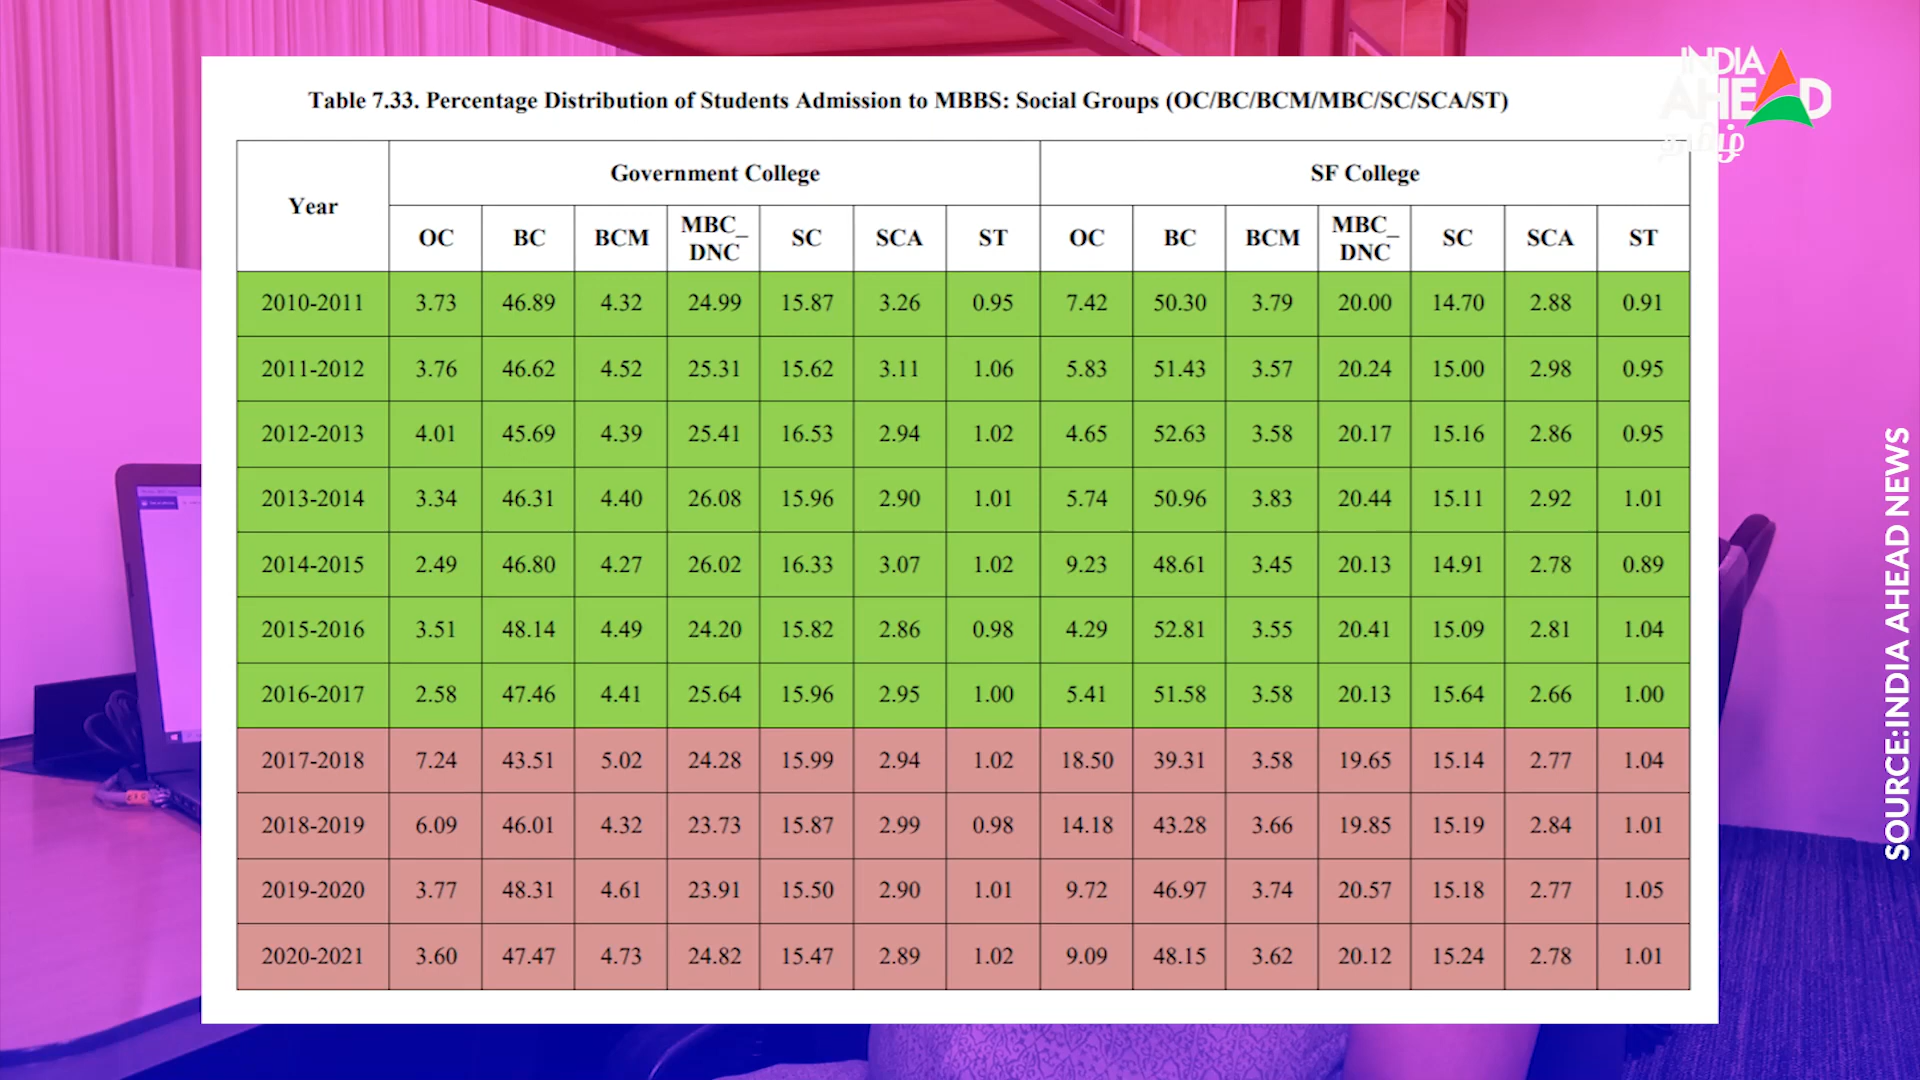 INDIA
AHEAD
தமிழ்
Table 7.33. Percentage Distribution of Students Admission to MBBS: Social Groups (OC/BC/BCM/MBC/SC/SCA/ST)
Year Government College SF College
OC BC BCM MBC_DNC SC SCA ST OC BC BCM MBC_DNC SC SCA ST
2010-2011 3.73 46.89 4.32 24.99 15.87 3.26 0.95 7.42 50.30 3.79 20.00 14.70 2.88 0.91
2011-2012 3.76 46.62 4.52 25.31 15.62 3.11 1.06 5.83 51.43 3.57 20.24 15.00 2.98 0.95
2012-2013 4.01 45.69 4.39 25.41 16.53 2.94 1.02 4.65 52.63 3.58 20.17 15.16 2.86 0.95
2013-2014 3.34 46.31 4.40 26.08 15.96 2.90 1.01 5.74 50.96 3.83 20.44 15.11 2.92 1.01
2014-2015 2.49 46.80 4.27 26.02 16.33 3.07 1.02 9.23 48.61 3.45 20.13 14.91 2.78 0.89
2015-2016 3.51 48.14 4.49 24.20 15.82 2.86 0.98 4.29 52.81 3.55 20.41 15.09 2.81 1.04
2016-2017 2.58 47.46 4.41 25.64 15.96 2.95 1.00 5.41 51.58 3.58 20.13 15.64 2.66 1.00
2017-2018 7.24 43.51 5.02 24.28 15.99 2.94 1.02 18.50 39.31 3.58 19.65 15.14 2.77 1.04
2018-2019 6.09 46.01 4.32 23.73 15.87 2.99 0.98 14.18 43.28 3.66 19.85 15.19 2.84 1.01
2019-2020 3.77 48.31 4.61 23.91 15.50 2.90 1.01 9.72 46.97 3.74 20.57 15.18 2.77 1.05
2020-2021 3.60 47.47 4.73 24.82 15.47 2.89 1.02 9.09 48.15 3.62 20.12 15.24 2.78 1.01
SOURCE:INDIA AHEAD NEWS